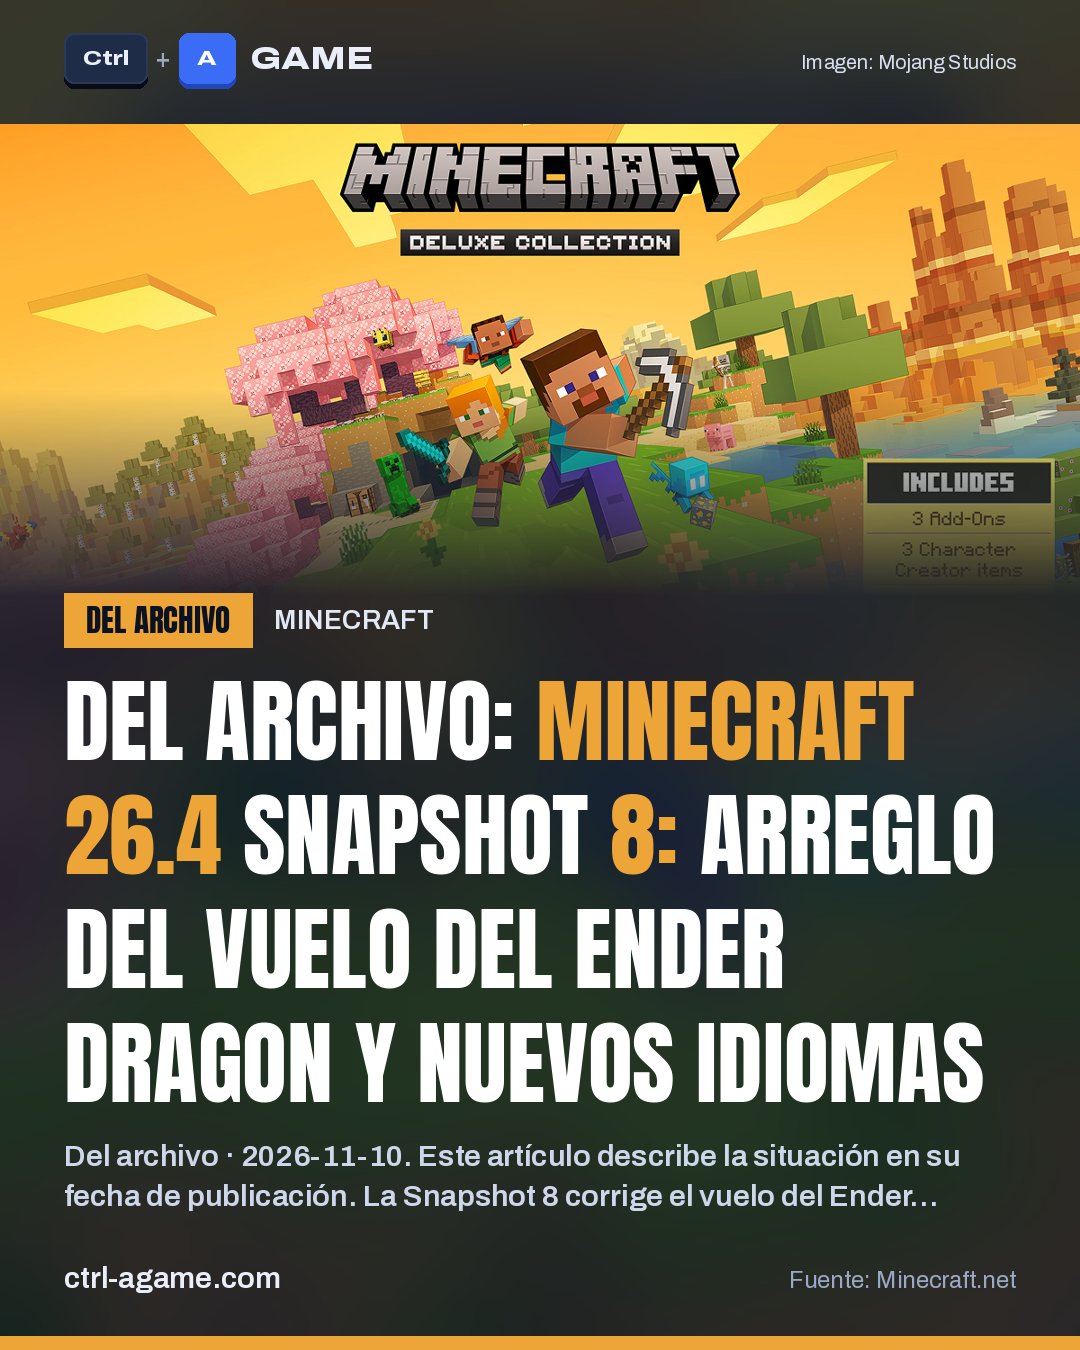 Ctrl + A GAME
Imagen: Mojang Studios
MINECRAFT
DELUXE COLLECTION
INCLUDES
3 Add-Ons
3 Character
Creator items
DEL ARCHIVO MINECRAFT
DEL ARCHIVO: MINECRAFT
26.4 SNAPSHOT 8: ARREGLO
DEL VUELO DEL ENDER
DRAGON Y NUEVOS IDIOMAS
Del archivo · 2026-11-10. Este artículo describe la situación en su
fecha de publicación. La Snapshot 8 corrige el vuelo del Ender...
ctrl-agame.com
Fuente: Minecraft.net